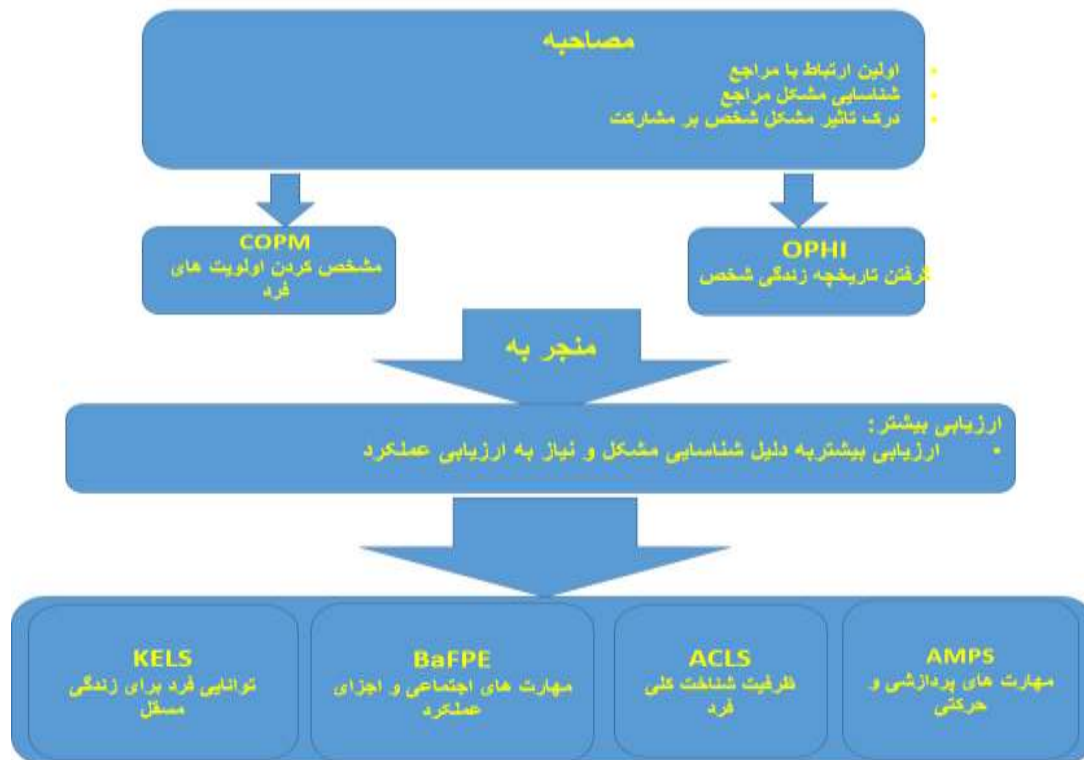 مصاحبه
• اولین ارتباط با مراجع
• شناسایی مشکل مراجع
• درک تاثیر مشکل شخص بر مشارکت
OPHI
گرفتن تاریخچه زندگی شخص
COPM
مشخص کردن اولویت های
فرد
منجر به
ارزیابی بیشتر:
• ارزیابی بیشتربه دلیل شناسایی مشکل و نیاز به ارزیابی عملکرد
AMPS
مهارت های پردازشی و
حرکتی
ACLS
ظرفیت شناخت کلی
فرد
BaFPE
مهارت های اجتماعی و اجزای
عملکرد
KELS
توانایی فرد برای زندگی
مسقل